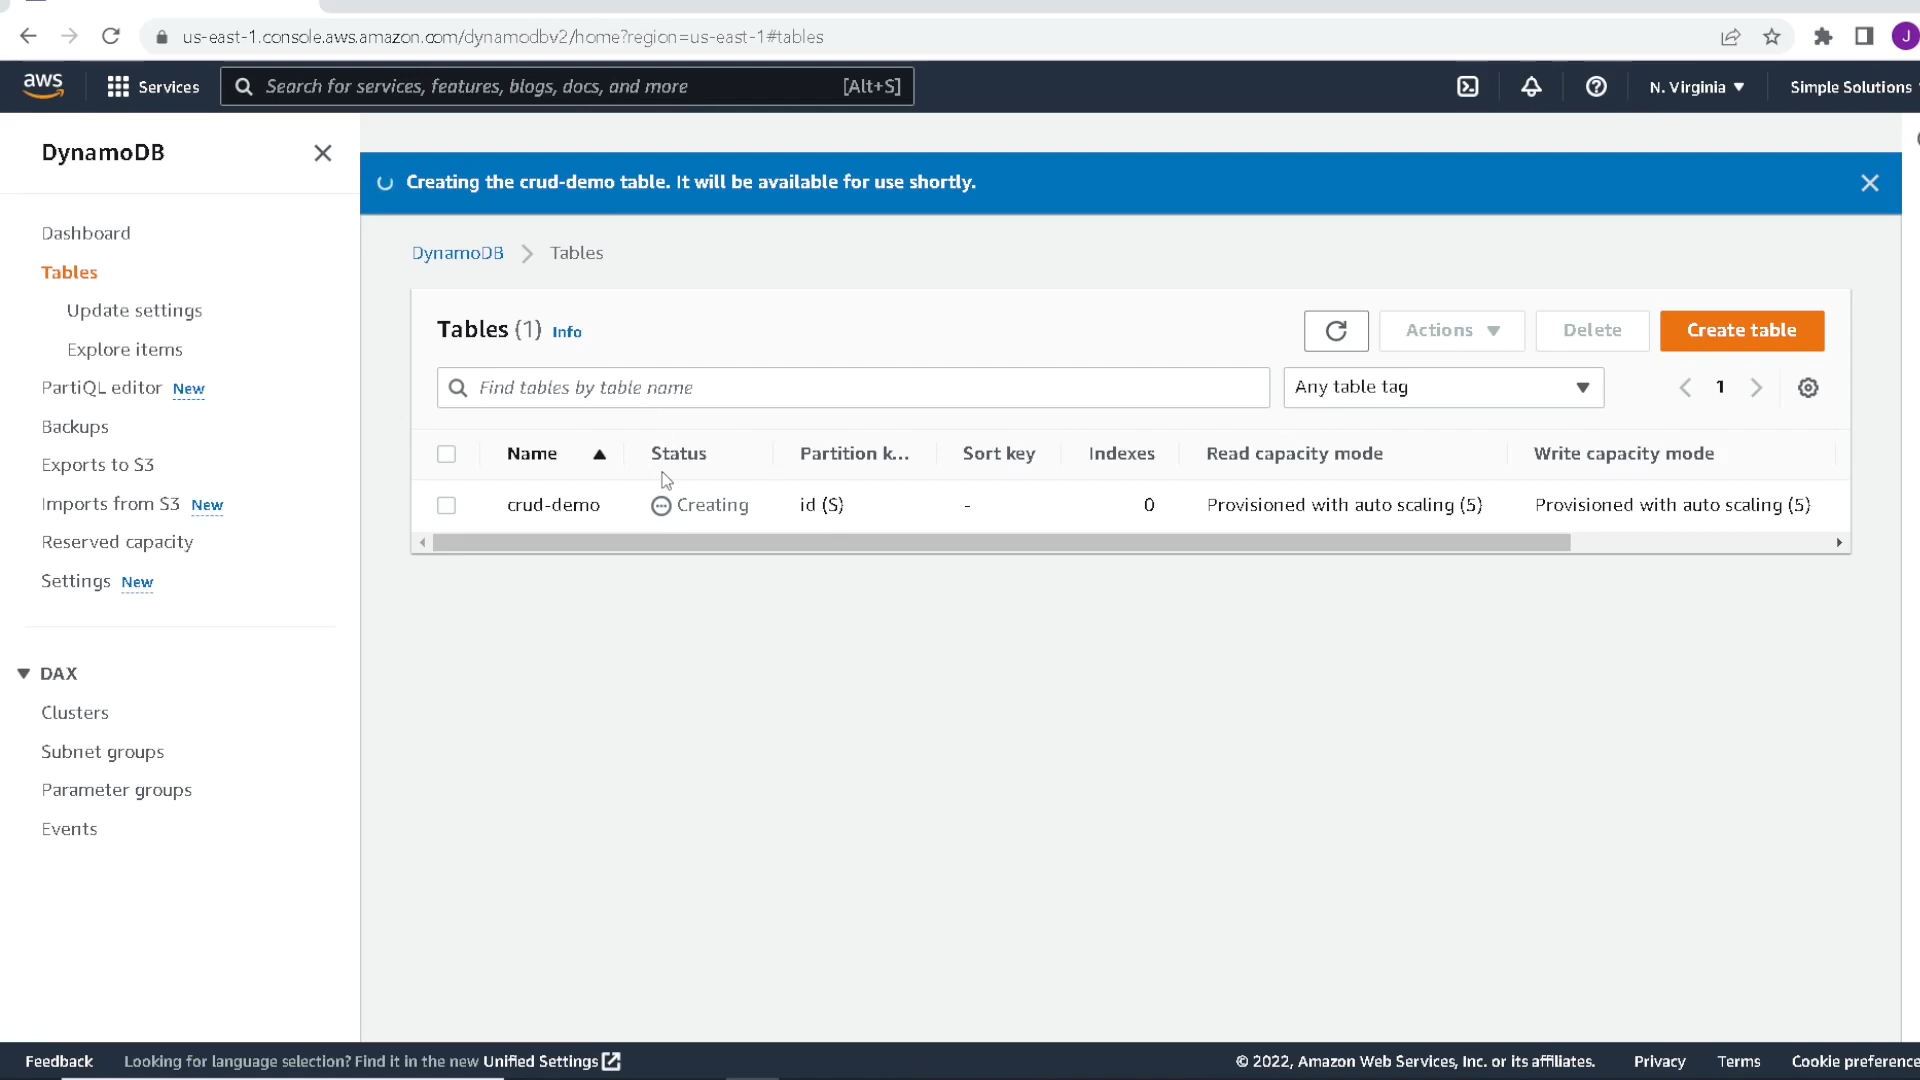 us-east-1.console.aws.amazon.com/dynamodbv2/home?region=us-east-1#tables
J
aws Services Search for services, features, blogs, docs, and more [Alt+S] N. Virginia Simple Solutions
DynamoDB
Creating the crud-demo table. It will be available for use shortly.
Dashboard
Tables
Update settings
Explore items
PartiQL editor New
Backups
Exports to S3
Imports from S3 New
Reserved capacity
Settings New
DAX
Clusters
Subnet groups
Parameter groups
Events
DynamoDB Tables
Tables (1) Info Actions Delete Create table
Find tables by table name Any table tag 1
Name Status Partition k... Sort key Indexes Read capacity mode Write capacity mode
crud-demo Creating id (S) - 0 Provisioned with auto scaling (5) Provisioned with auto scaling (5)
Feedback Looking for language selection? Find it in the new Unified Settings © 2022, Amazon Web Services, Inc. or its affiliates. Privacy Terms Cookie preference